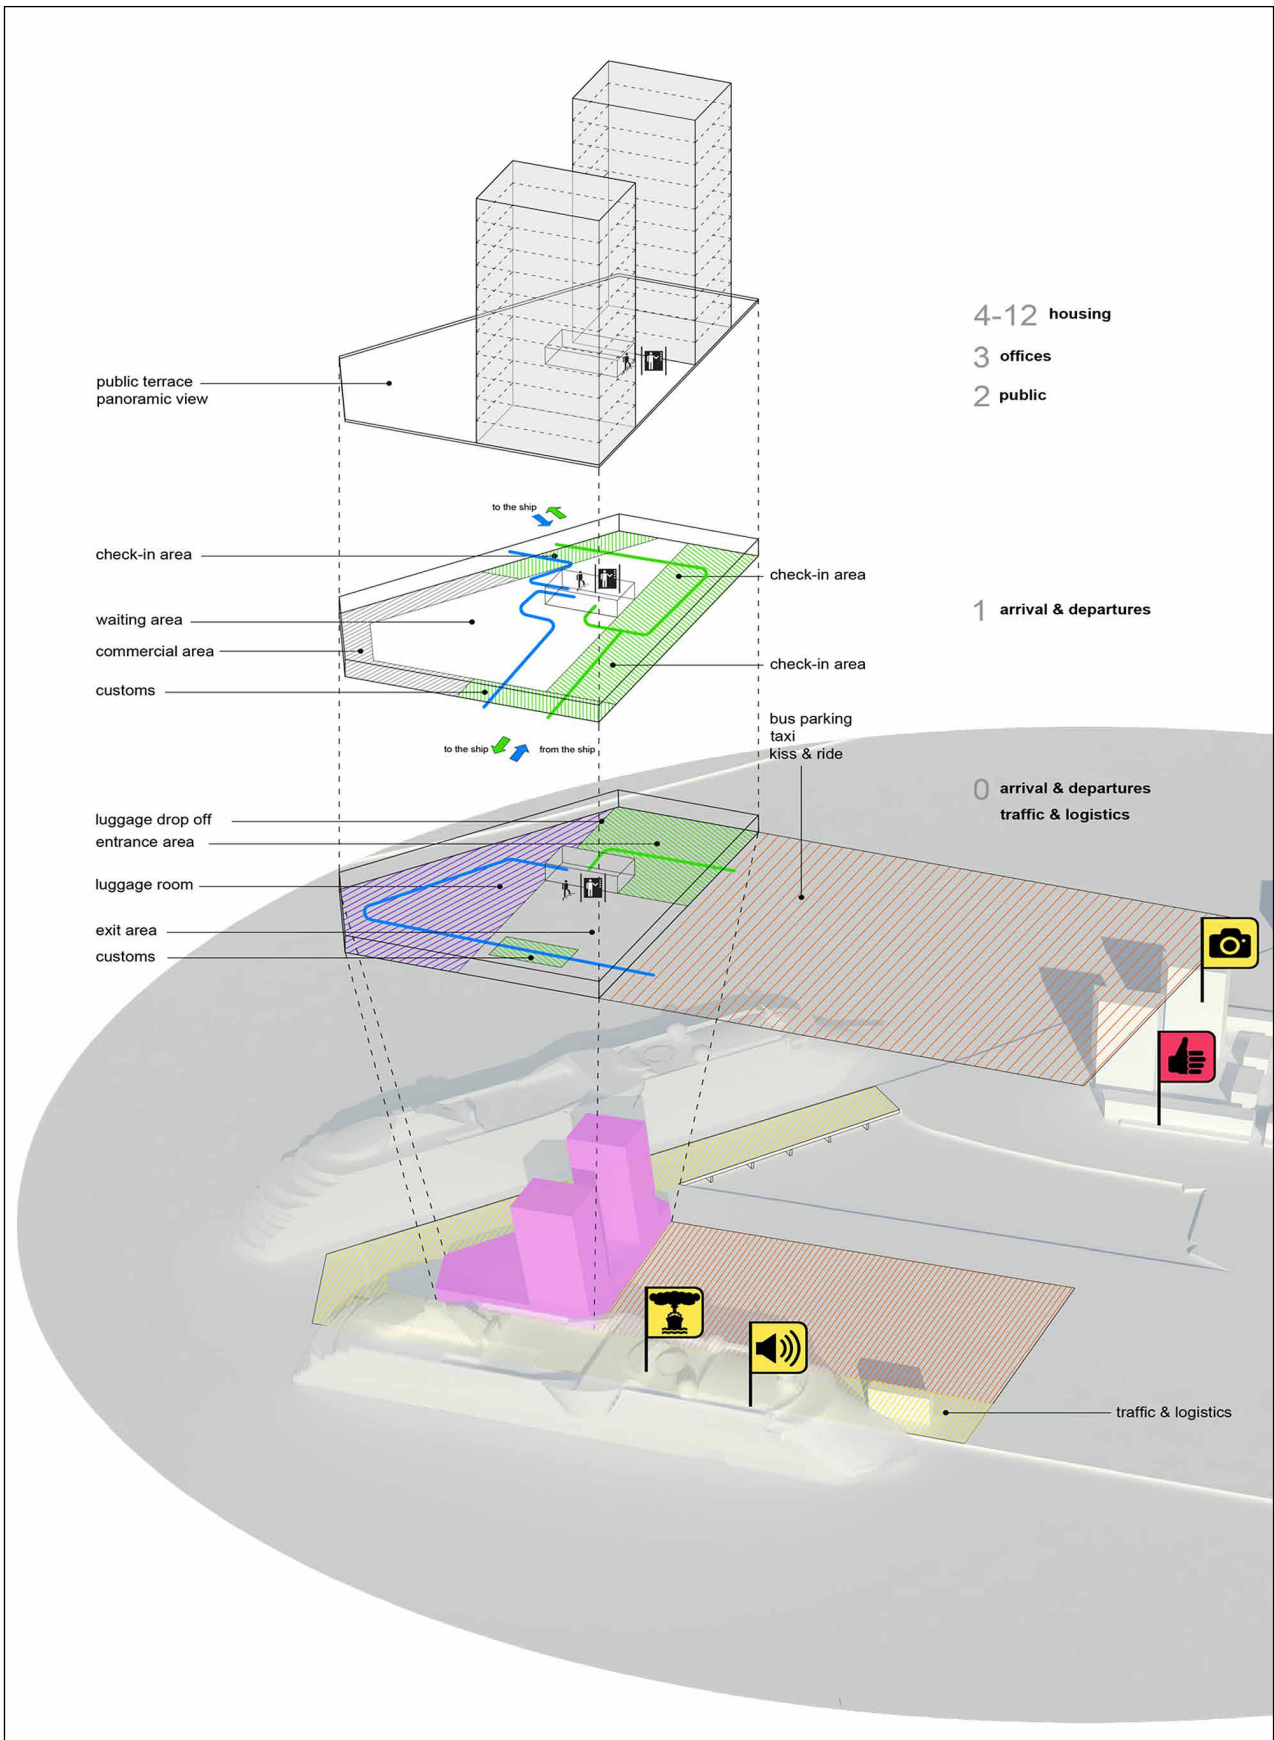 4-12 housing
3 offices
public terrace
panoramic view
2 public
to the ship
check-in area
check-in area
waiting area
1 arrival & departures
commercial area
check-in area
customs
bus parking
taxi
kiss & ride
to the ship
from the ship
0 arrival & departures
traffic & logistics
luggage drop off
entrance area
luggage room
exit area
customs
traffic & logistics